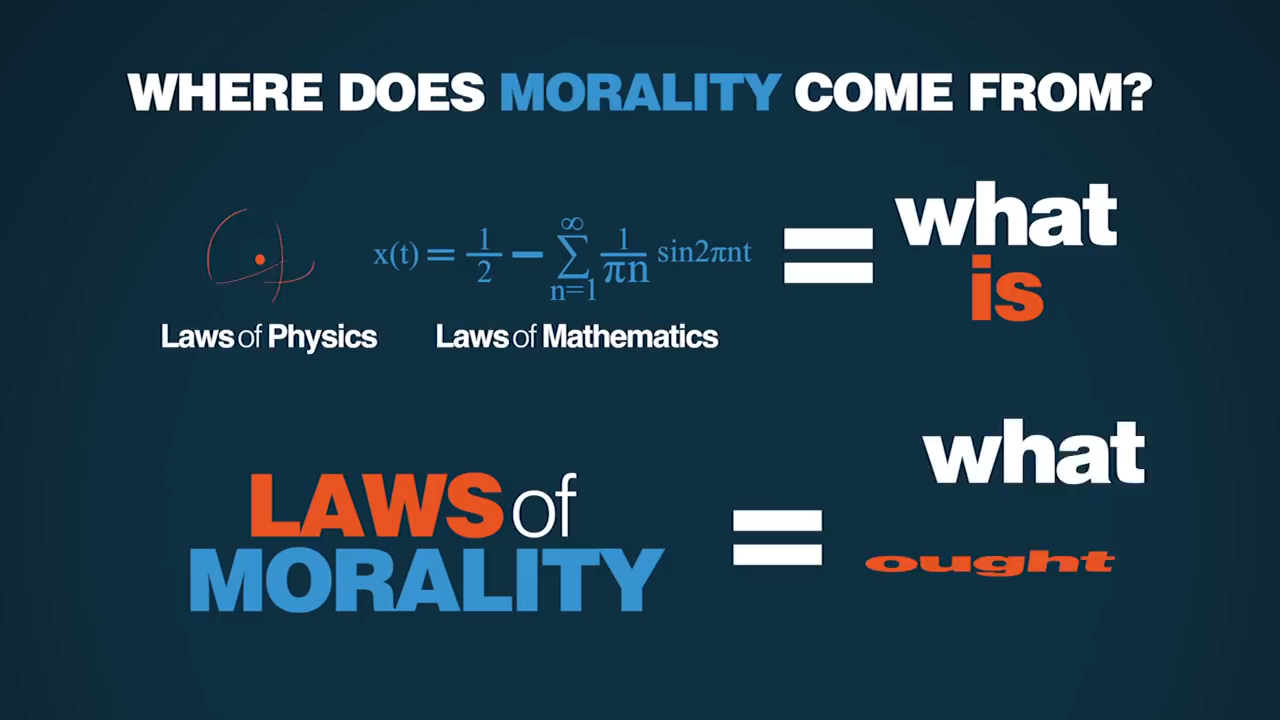 WHERE DOES MORALITY COME FROM?
x(t) = 1/2 − ∞ ∑ n=1 1/πn sin2πnt = what
is
Laws of Physics Laws of Mathematics
LAWS of
MORALITY = what
ought